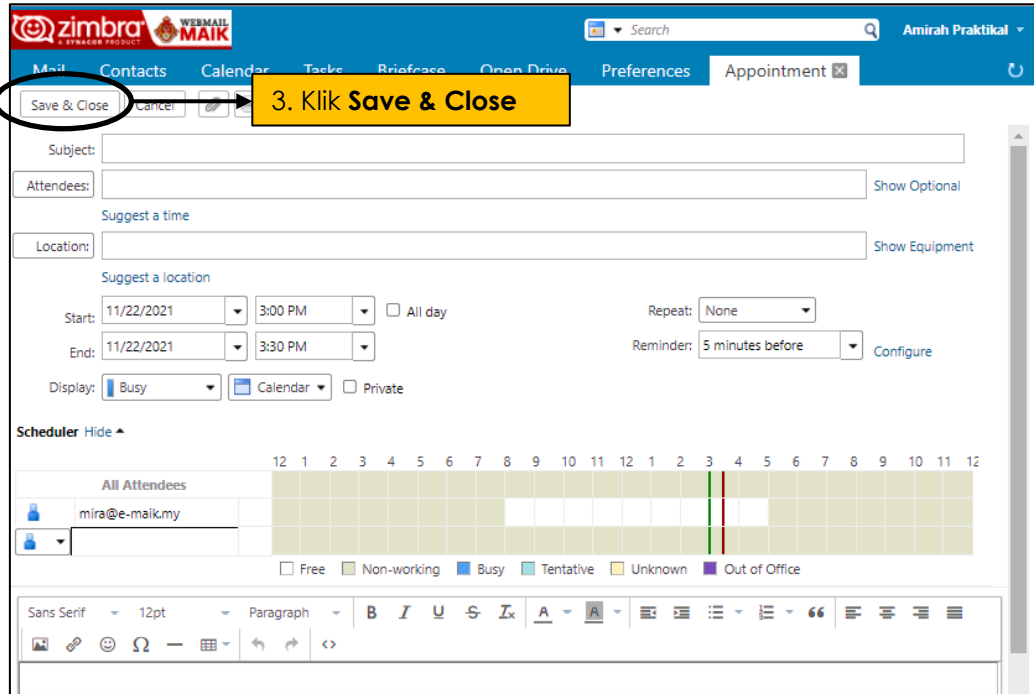 zimbra WEBMAIL MAIK
A SYNACOR PRODUCT
Search
Amirah Praktikal
Mail Contacts Calendar Tasks Briefcase Open Drive Preferences Appointment
Save & Close Cancel
3. Klik Save & Close
Subject:
Attendees:
Show Optional
Suggest a time
Location:
Show Equipment
Suggest a location
Start: 11/22/2021 3:00 PM All day Repeat: None
End: 11/22/2021 3:30 PM Reminder: 5 minutes before Configure
Display: Busy Calendar Private
Scheduler Hide
12 1 2 3 4 5 6 7 8 9 10 11 12 1 2 3 4 5 6 7 8 9 10 11 12
All Attendees
mira@e-maik.my
Free Non-working Busy Tentative Unknown Out of Office
Sans Serif 12pt Paragraph B I U S Ix A A
Ω